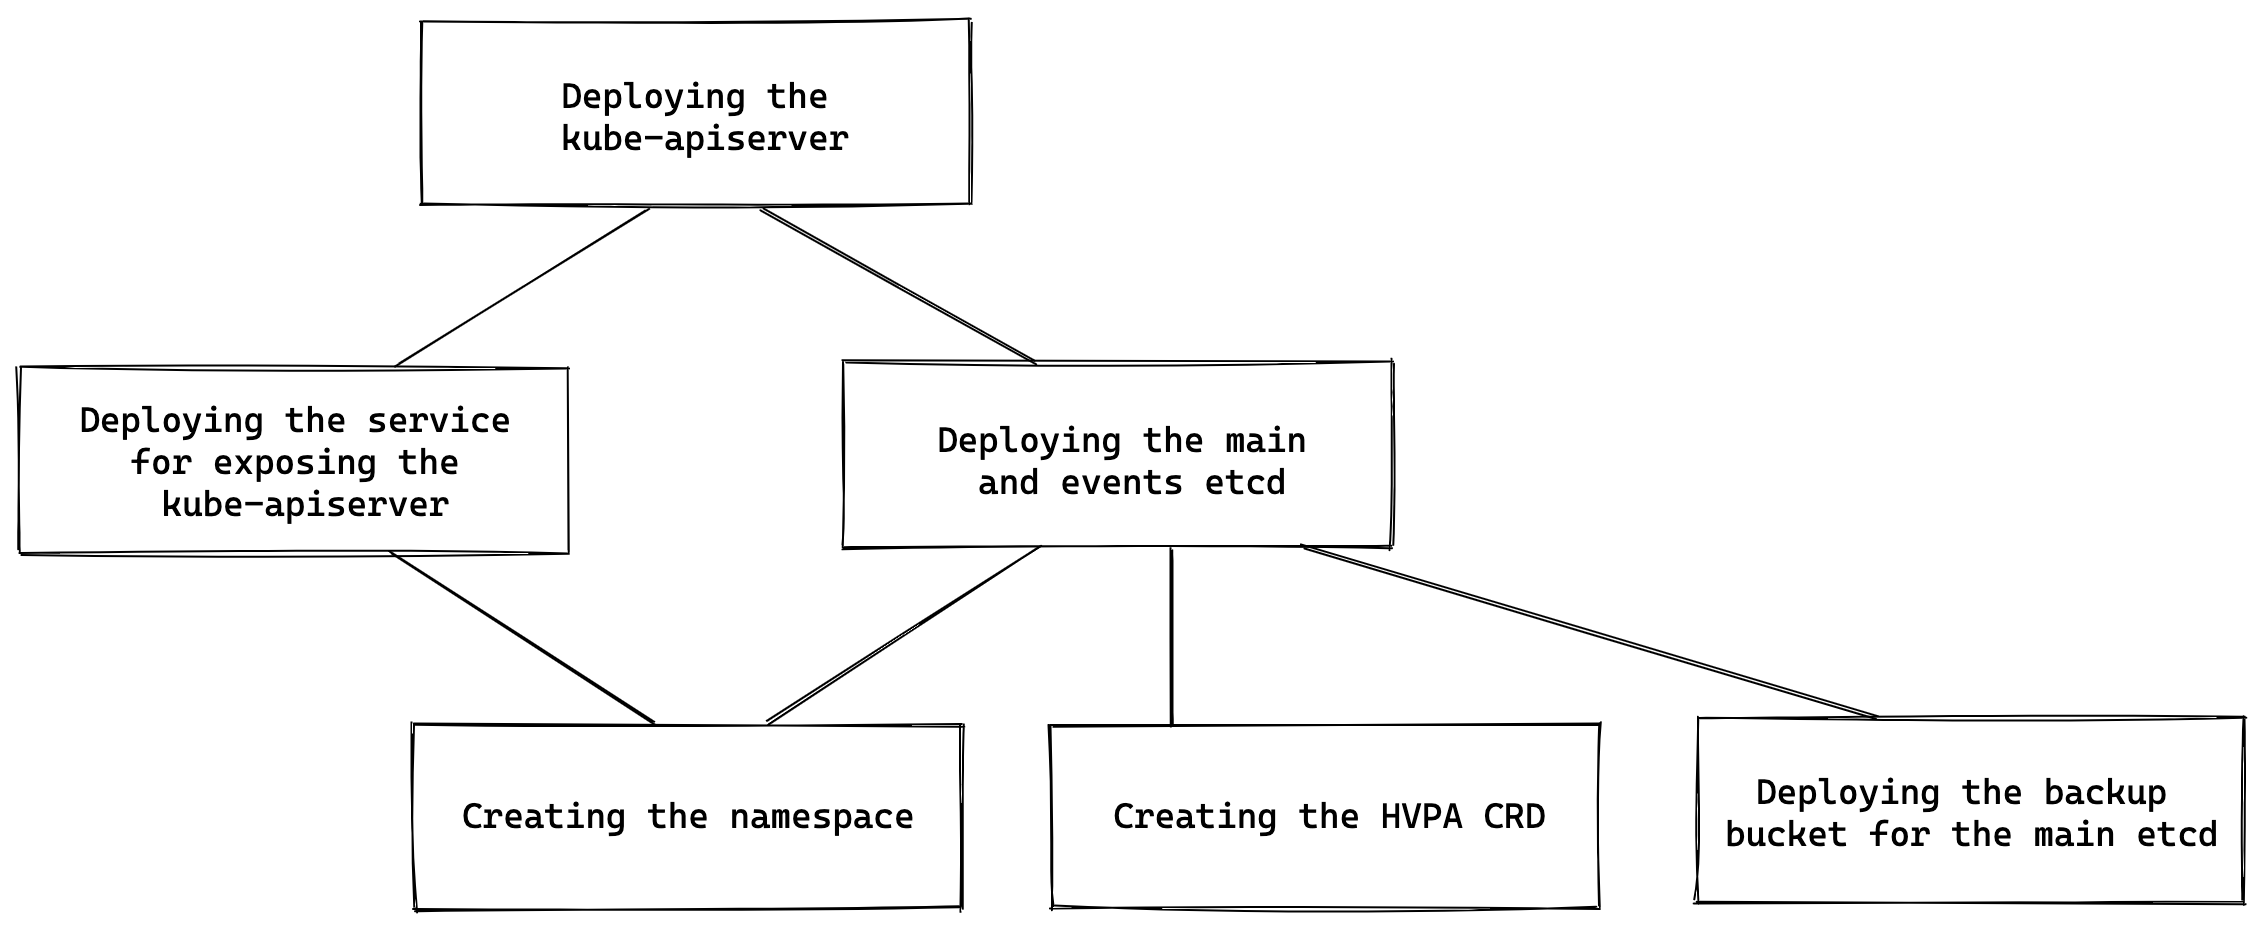 Deploying the
kube-apiserver
Deploying the service
for exposing the
kube-apiserver
Deploying the main
and events etcd
Creating the namespace
Creating the HVPA CRD
Deploying the backup
bucket for the main etcd